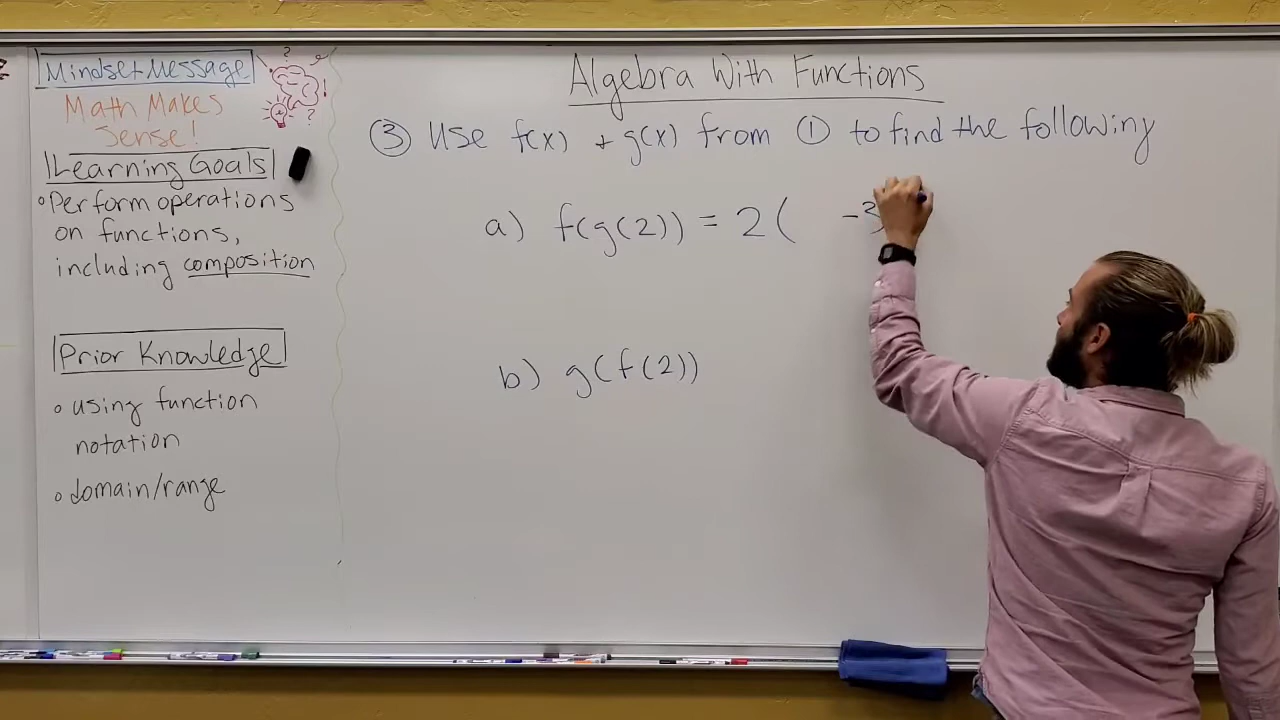 Mindset Message
Math Makes
Sense!
Learning Goals
Perform operations
on functions,
including composition
Prior Knowledge
using function
notation
domain/range
Algebra With Functions
③ Use f(x) + g(x) from ① to find the following
a) f(g(2)) = 2(    -3
b) g(f(2))